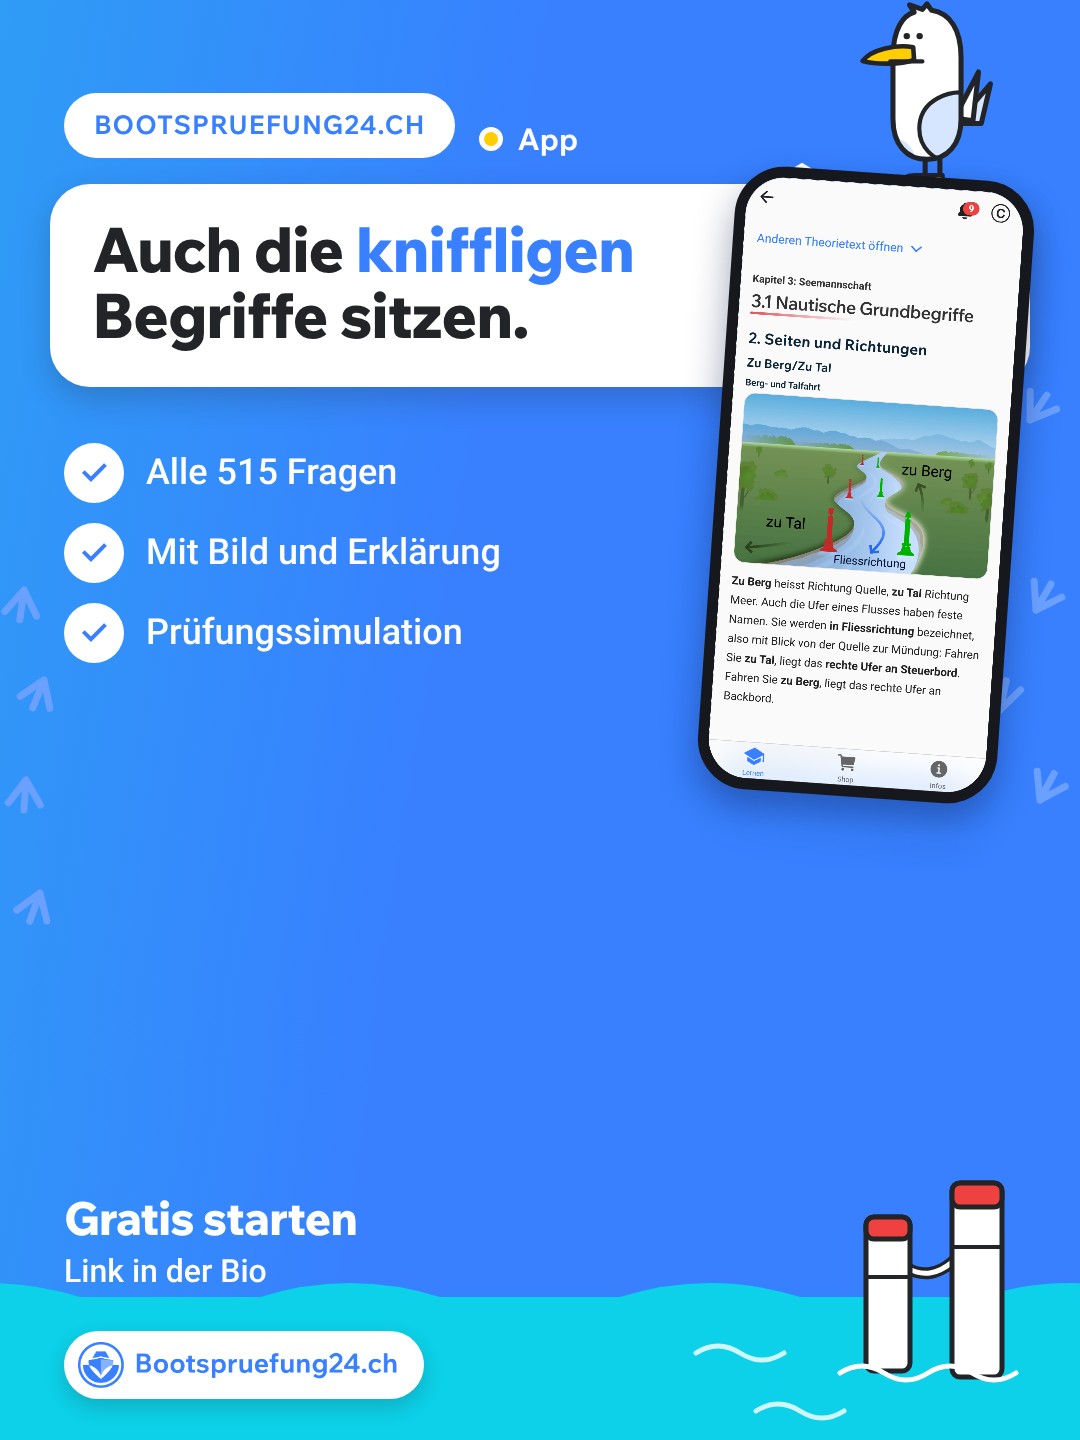 BOOTSPRUEFUNG24.CH
App
Auch die kniffligen
Begriffe sitzen.
Alle 515 Fragen
Mit Bild und Erklärung
Prüfungssimulation
9
C
Anderen Theorietext öffnen
Kapitel 3: Seemannschaft
3.1 Nautische Grundbegriffe
2. Seiten und Richtungen
Zu Berg/Zu Tal
Berg- und Talfahrt
zu Berg
zu Tal
Fliessrichtung
Zu Berg heisst Richtung Quelle, zu Tal Richtung
Meer. Auch die Ufer eines Flusses haben feste
Namen. Sie werden in Fliessrichtung bezeichnet,
also mit Blick von der Quelle zur Mündung: Fahren
Sie zu Tal, liegt das rechte Ufer an Steuerbord.
Fahren Sie zu Berg, liegt das rechte Ufer an
Backbord.
Lernen
Shop
Infos
Gratis starten
Link in der Bio
Bootspruefung24.ch